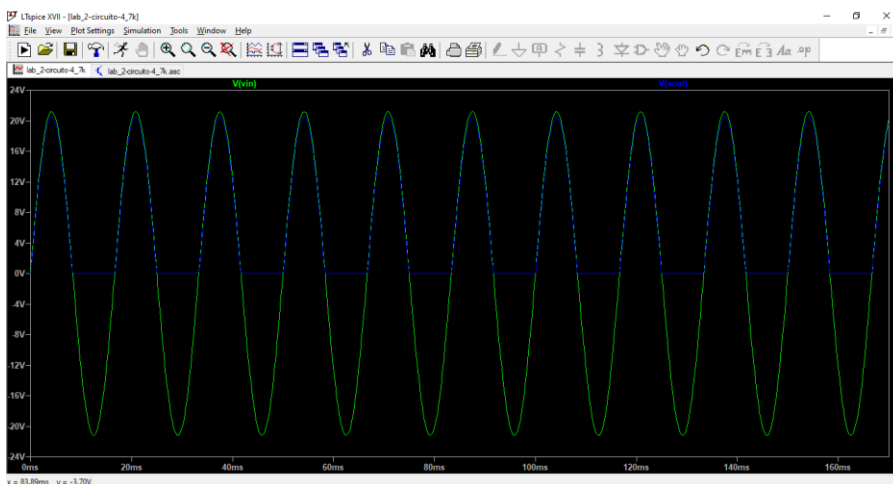 LTspice XVII - [lab_2-circuito-4_7k]
File View Plot Settings Simulation Tools Window Help
lab_2-circuito-4_7k lab_2-circuito-4_7k.asc
V(vin)
24V
20V
16V
12V
8V
4V
0V
-4V
-8V
-12V
-16V
-20V
-24V
0ms 20ms 40ms 60ms 80ms 100ms 120ms 140ms 160ms
x = 83.89ms y = -3.70V